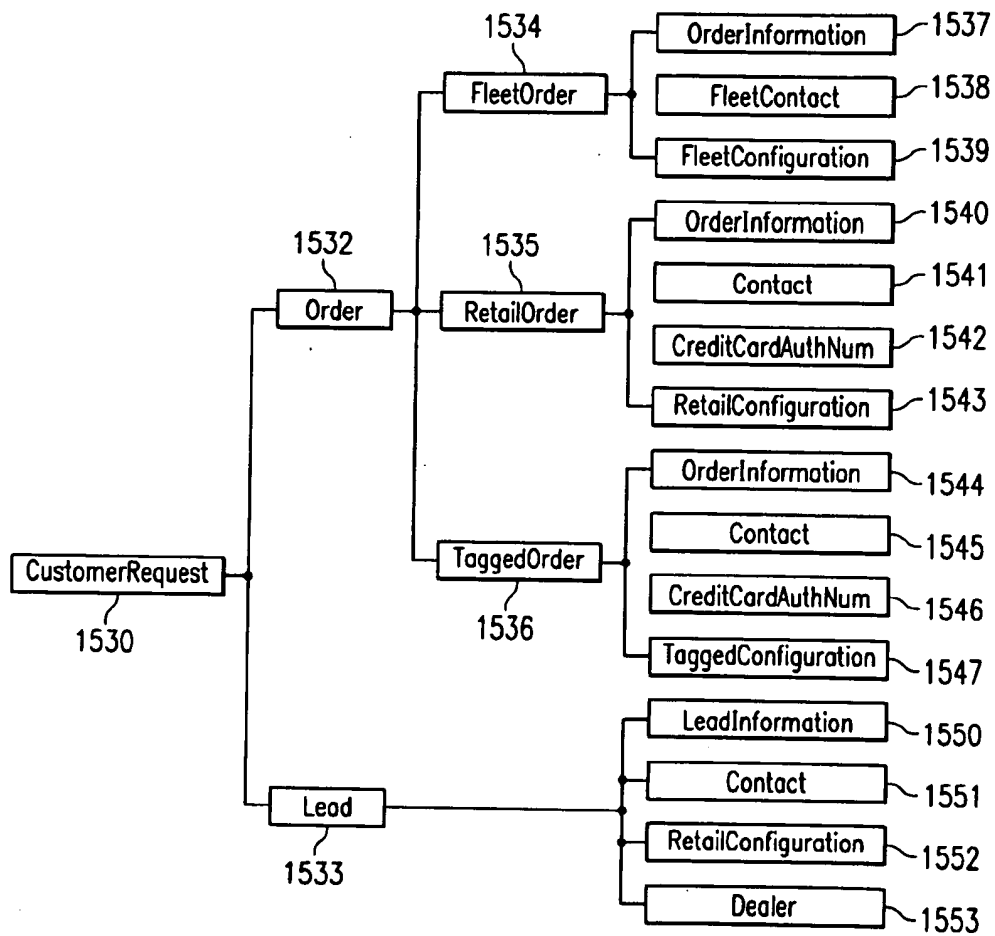 1534
FleetOrder
OrderInformation 1537
FleetContact 1538
FleetConfiguration 1539
1532
Order
1535
RetailOrder
OrderInformation 1540
Contact 1541
CreditCardAuthNum 1542
RetailConfiguration 1543
CustomerRequest
1530
TaggedOrder
1536
OrderInformation 1544
Contact 1545
CreditCardAuthNum 1546
TaggedConfiguration 1547
Lead
1533
LeadInformation 1550
Contact 1551
RetailConfiguration 1552
Dealer 1553